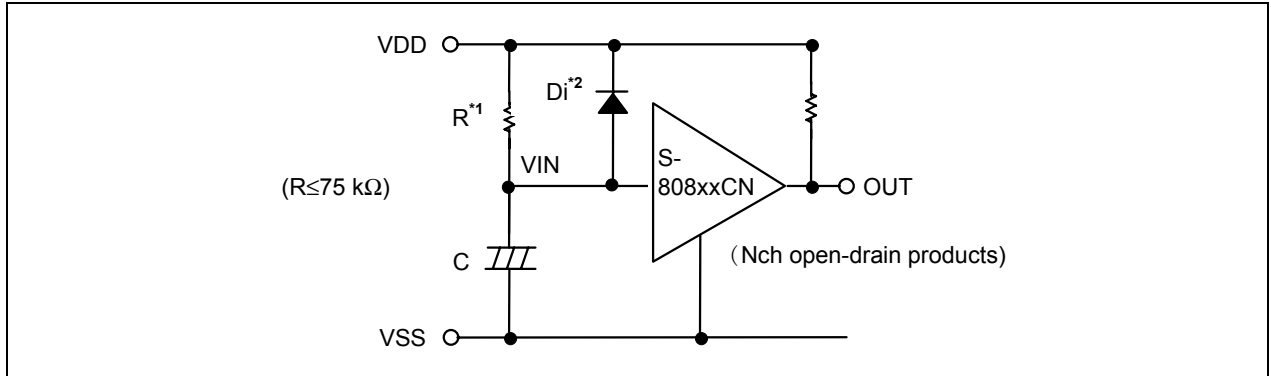 VDD
Di*2
R*1
VIN
S-
808xxCN
OUT
(R≤75 kΩ)
C
（Nch open-drain products)
VSS